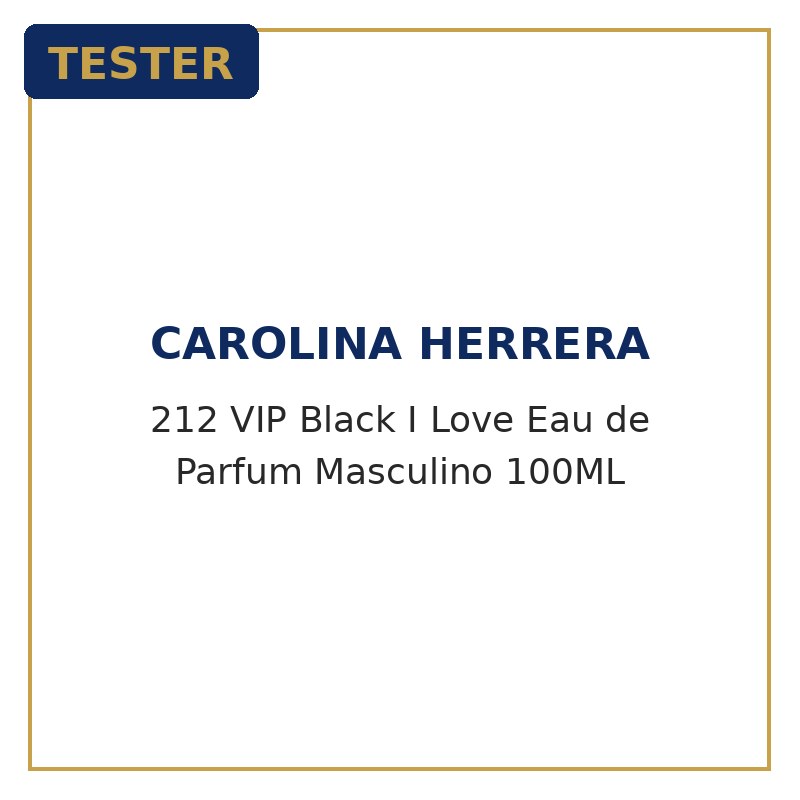 TESTER
CAROLINA HERRERA
212 VIP Black I Love Eau de
Parfum Masculino 100ML